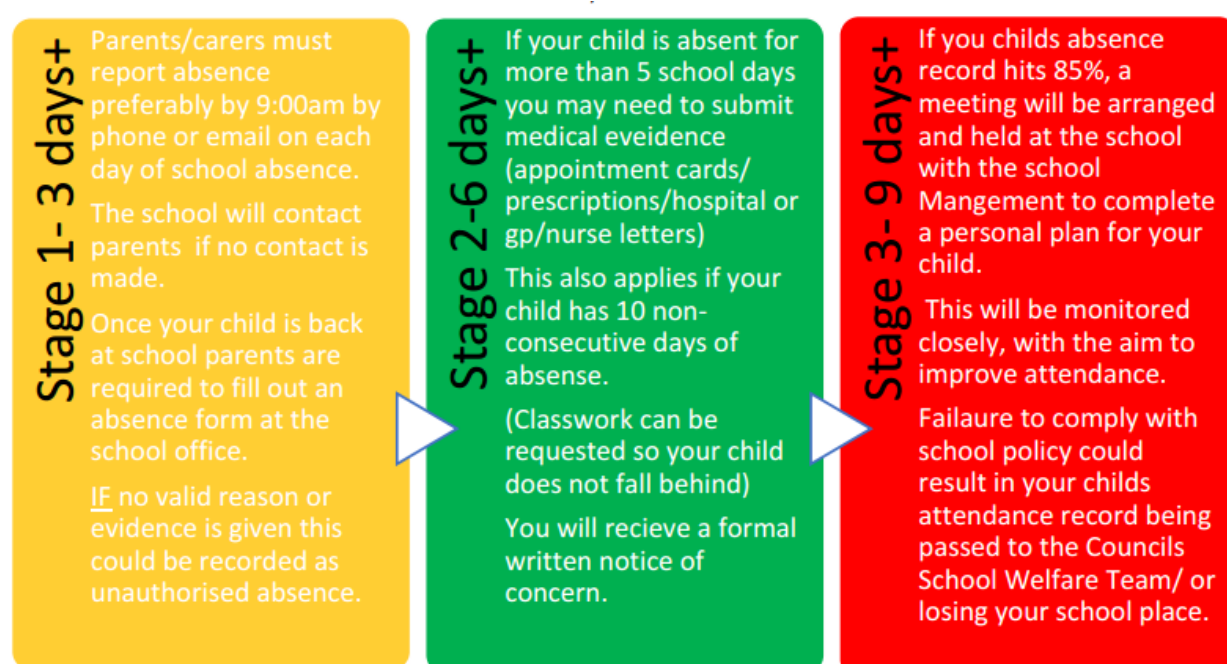 Stage 1- 3 days+
Parents/carers must
report absence
preferably by 9:00am by
phone or email on each
day of school absence.
The school will contact
parents  if no contact is
made.
Once your child is back
at school parents are
required to fill out an
absence form at the
school office.
IF no valid reason or
evidence is given this
could be recorded as
unauthorised absence.
Stage 2-6 days+
If your child is absent for
more than 5 school days
you may need to submit
medical eveidence
(appointment cards/
prescriptions/hospital or
gp/nurse letters)
This also applies if your
child has 10 non-
consecutive days of
absense.
(Classwork can be
requested so your child
does not fall behind)
You will recieve a formal
written notice of
concern.
Stage 3- 9 days+
If you childs absence
record hits 85%, a
meeting will be arranged
and held at the school
with the school
Mangement to complete
a personal plan for your
child.
This will be monitored
closely, with the aim to
improve attendance.
Failaure to comply with
school policy could
result in your childs
attendance record being
passed to the Councils
School Welfare Team/ or
losing your school place.